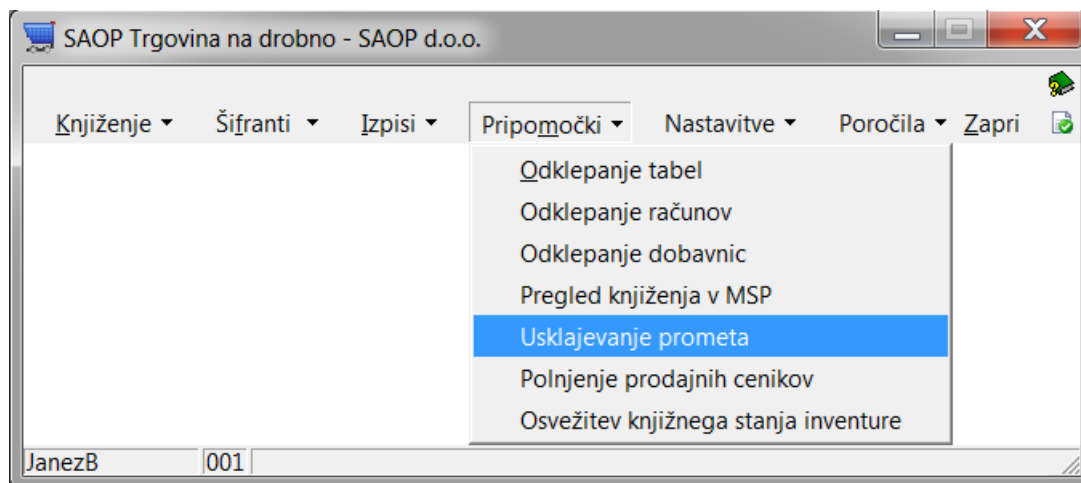 SAOP Trgovina na drobno - SAOP d.o.o.
Knjiženje Šifranti Izpisi Pripomočki Nastavitve Poročila Zapri
Odklepanje tabel
Odklepanje računov
Odklepanje dobavnic
Pregled knjiženja v MSP
Usklajevanje prometa
Polnjenje prodajnih cenikov
Osvežitev knjižnega stanja inventure
JanezB 001